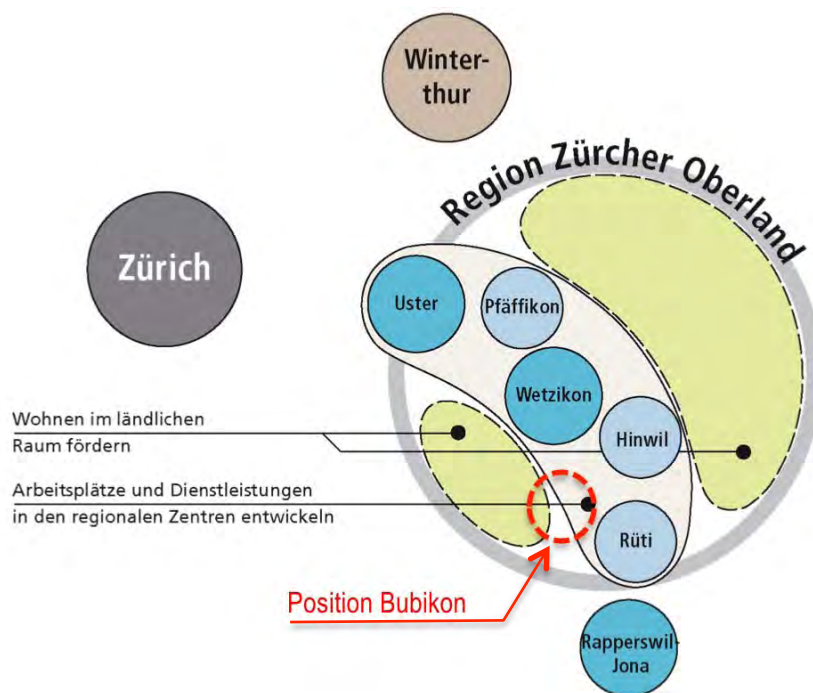 Winter-
thur
Region Zürcher Oberland
Zürich
Uster
Pfäffikon
Wetzikon
Wohnen im ländlichen
Raum fördern
Hinwil
Arbeitsplätze und Dienstleistungen
in den regionalen Zentren entwickeln
Rüti
Position Bubikon
Rapperswil-
Jona